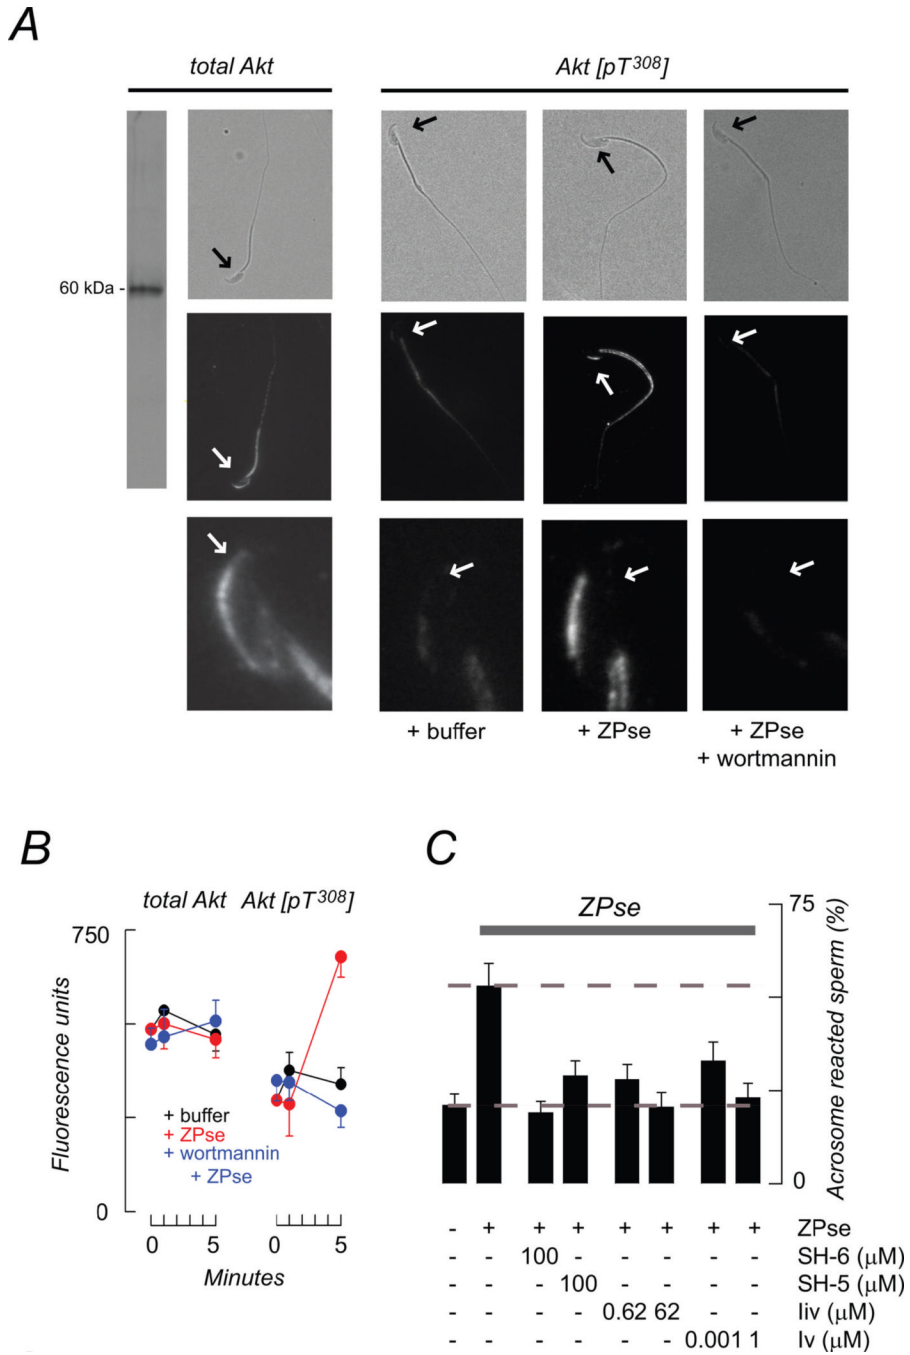 A
total Akt
Akt [pT308]
60 kDa -
+ buffer
+ ZPse
+ ZPse
+ wortmannin
B
total Akt
Akt [pT308]
750
Fluorescence units
0
+ buffer
+ ZPse
+ wortmannin
+ ZPse
0 5 0 5
Minutes
C
ZPse
75
Acrosome reacted sperm (%)
0
- + + + + + + + ZPse
- - 100 - - - - - SH-6 (μM)
- - - 100 - - - - SH-5 (μM)
- - - - 0.62 62 - - Iiv (μM)
- - - - - - 0.001 1 Iv (μM)